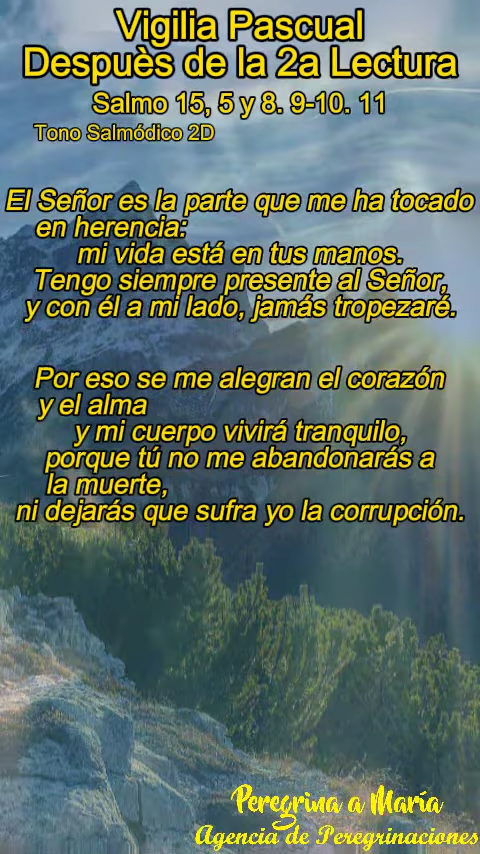 Vigilia Pascual
Despuès de la 2a Lectura
Salmo 15, 5 y 8. 9-10. 11
Tono Salmódico 2D
El Señor es la parte que me ha tocado
en herencia:
mi vida está en tus manos.
Tengo siempre presente al Señor,
y con él a mi lado, jamás tropezaré.
Por eso se me alegran el corazón
y el alma
y mi cuerpo vivirá tranquilo,
porque tú no me abandonarás a
la muerte,
ni dejarás que sufra yo la corrupción.
Peregrina a María
Agencia de Peregrinaciones